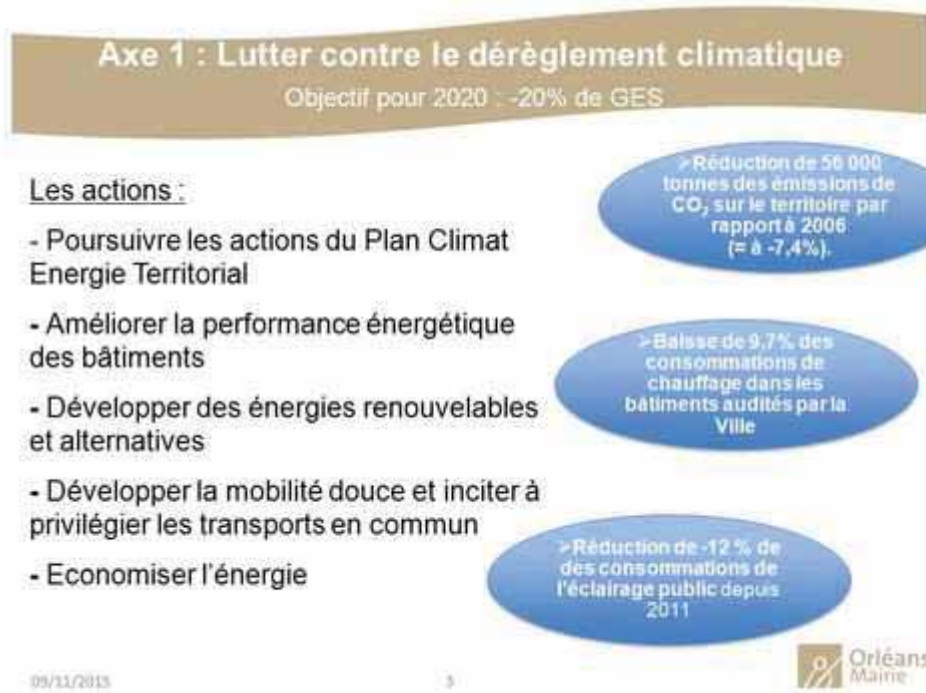 Axe 1 : Lutter contre le dérèglement climatique
Objectif pour 2020 : -20% de GES
Les actions :
- Poursuivre les actions du Plan Climat
Energie Territorial
- Améliorer la performance énergétique
des bâtiments
- Développer des énergies renouvelables
et alternatives
- Développer la mobilité douce et inciter à
privilégier les transports en commun
- Economiser l'énergie
➢Réduction de 56 000
tonnes des émissions de
CO₂ sur le territoire par
rapport à 2006
(= à -7,4%).
➢Baisse de 9,7% des
consommations de
chauffage dans les
bâtiments audités par la
Ville
➢Réduction de -12 % de
des consommations de
l'éclairage public depuis
2011
09/11/2015
3
Orléans
Mairie